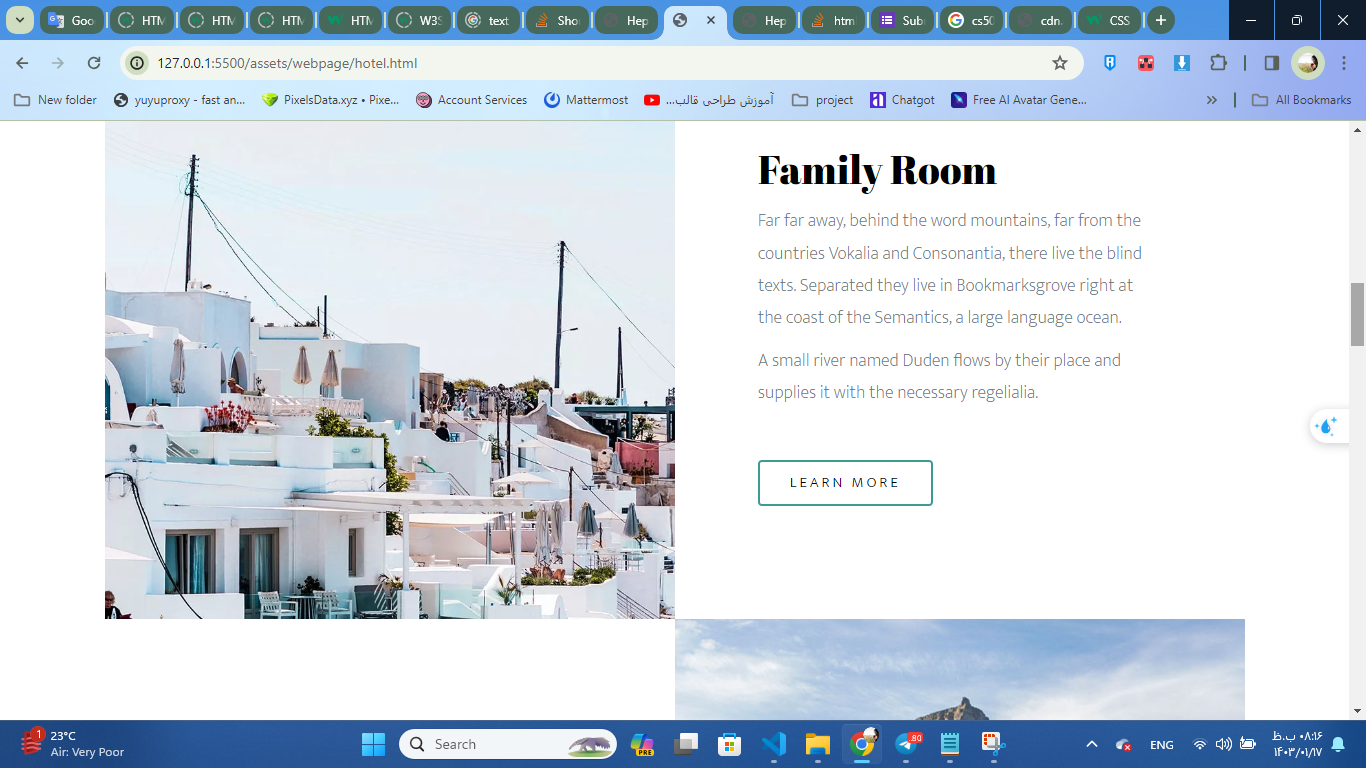 Goo
HTM
HTM
HTM
HTM
W3S
text
Sho
Hep
Hep
htm
Sub
cs50
cdn.
CSS
127.0.0.1:5500/assets/webpage/hotel.html
New folder
yuyuproxy - fast an...
PixelsData.xyz • Pixe...
Account Services
Mattermost
آموزش طراحی قالب...
project
Chatgot
Free AI Avatar Gene...
All Bookmarks
Family Room
Far far away, behind the word mountains, far from the
countries Vokalia and Consonantia, there live the blind
texts. Separated they live in Bookmarksgrove right at
the coast of the Semantics, a large language ocean.
A small river named Duden flows by their place and
supplies it with the necessary regelialia.
LEARN MORE
1
23°C
Air: Very Poor
Search
PRE
80
ENG
۰۸:۱۶ ب.ظ
۱۴۰۳/۰۱/۱۷